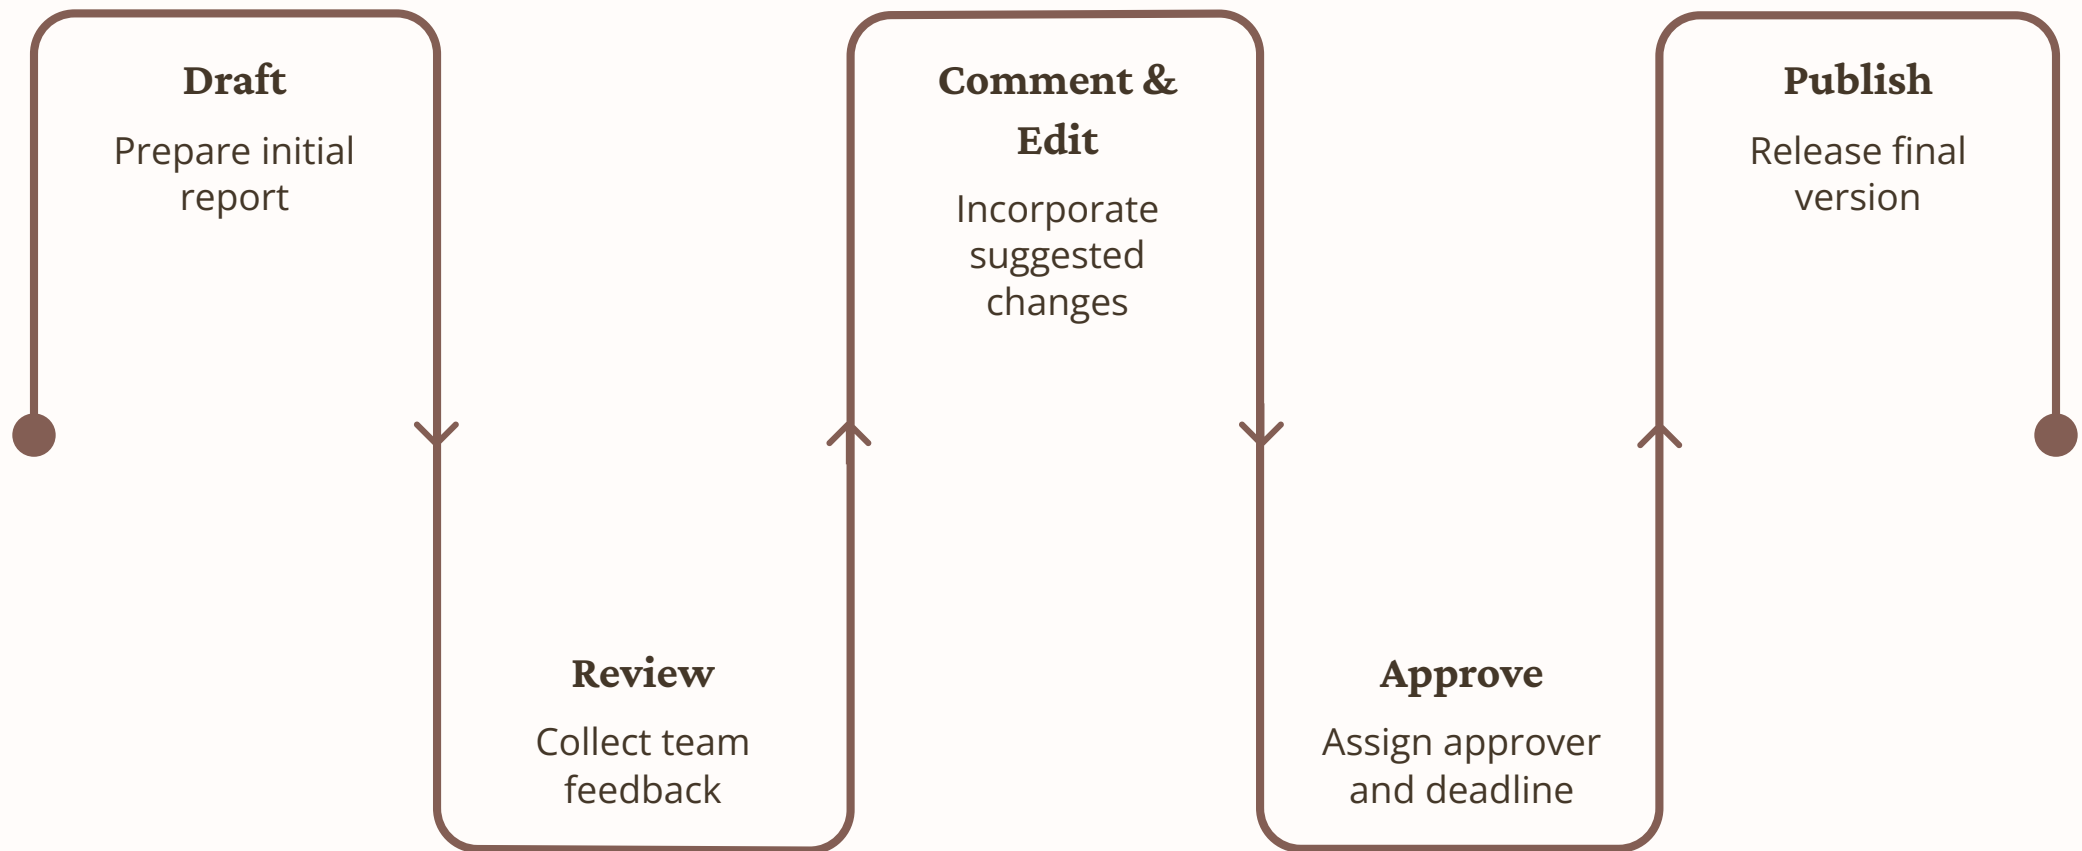 Draft
Prepare initial
report
Review
Collect team
feedback
Comment &
Edit
Incorporate
suggested
changes
Approve
Assign approver
and deadline
Publish
Release final
version